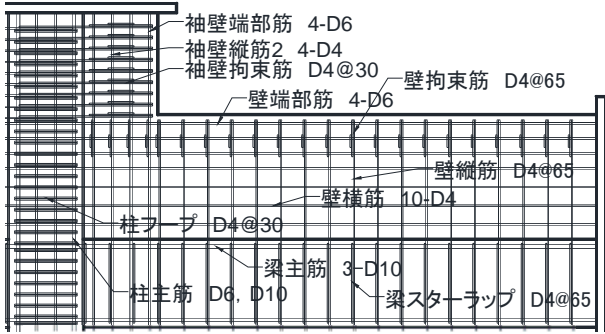 袖壁端部筋 4-D6
袖壁縦筋2 4-D4
袖壁拘束筋 D4@30
壁拘束筋 D4@65
壁端部筋 4-D6
壁縦筋 D4@65
壁横筋 10-D4
柱フープ D4@30
梁主筋 3-D10
柱主筋 D6, D10
梁スターラップ D4@65